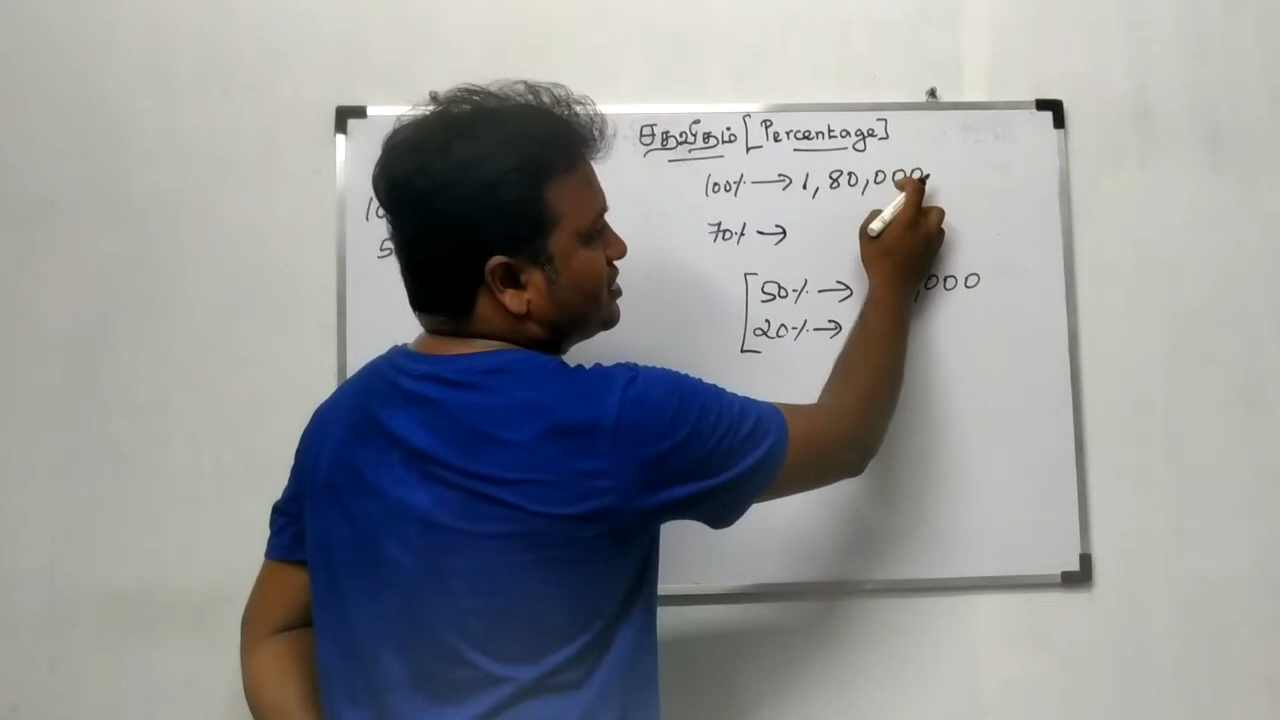 சதவீதம் [Percentage]
100% → 1,80,000
70% →
50% → ,000
20% →